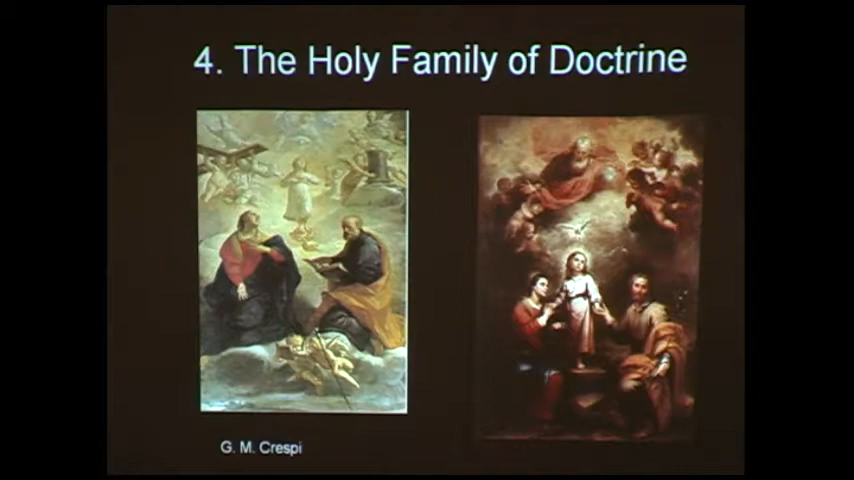 4. The Holy Family of Doctrine
G. M. Crespi